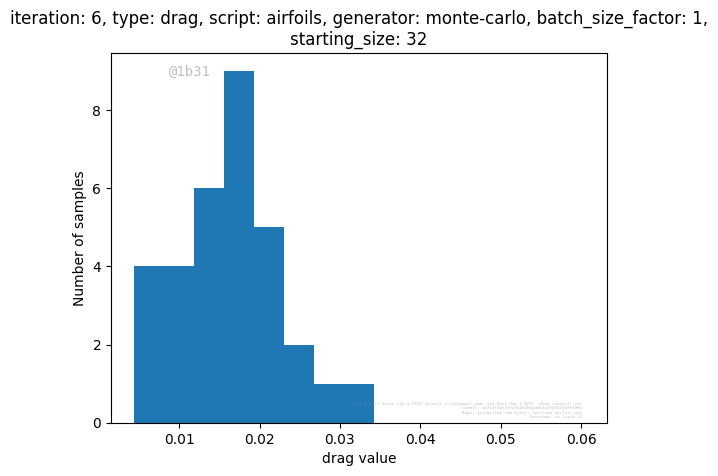 iteration: 6, type: drag, script: airfoils, generator: monte-carlo, batch_size_factor: 1,
starting_size: 32
@1b31
8
6
4
2
0
Number of samples
0.01 0.02 0.03 0.04 0.05 0.06
drag value